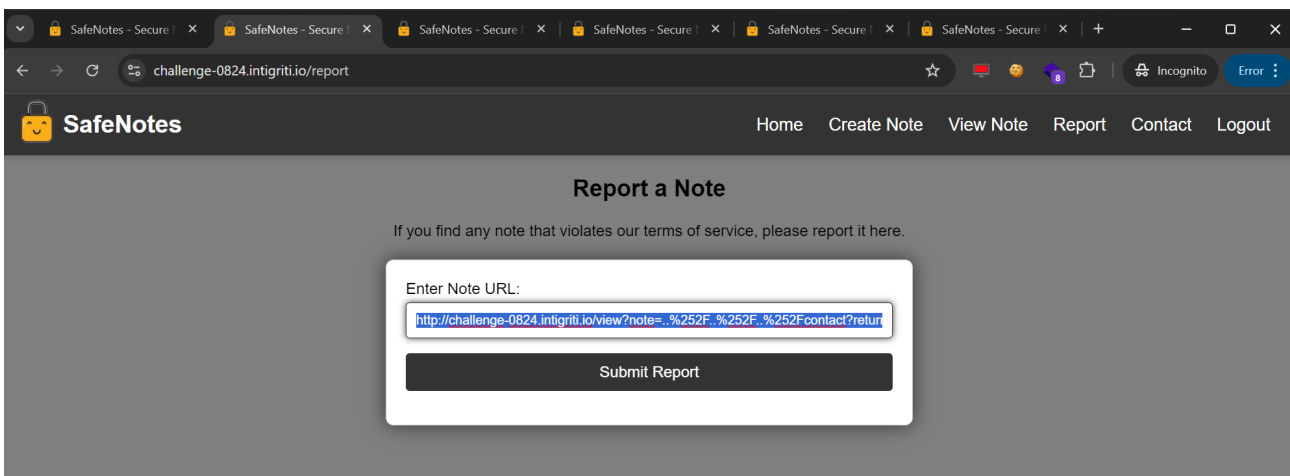 SafeNotes - Secure
SafeNotes - Secure
SafeNotes - Secure
SafeNotes - Secure
SafeNotes - Secure
SafeNotes - Secure
challenge-0824.intigriti.io/report
8
Incognito
Error
SafeNotes
Home Create Note View Note Report Contact Logout
Report a Note
If you find any note that violates our terms of service, please report it here.
Enter Note URL:
http://challenge-0824.intigriti.io/view?note=..%252F..%252F..%252Fcontact?return
Submit Report